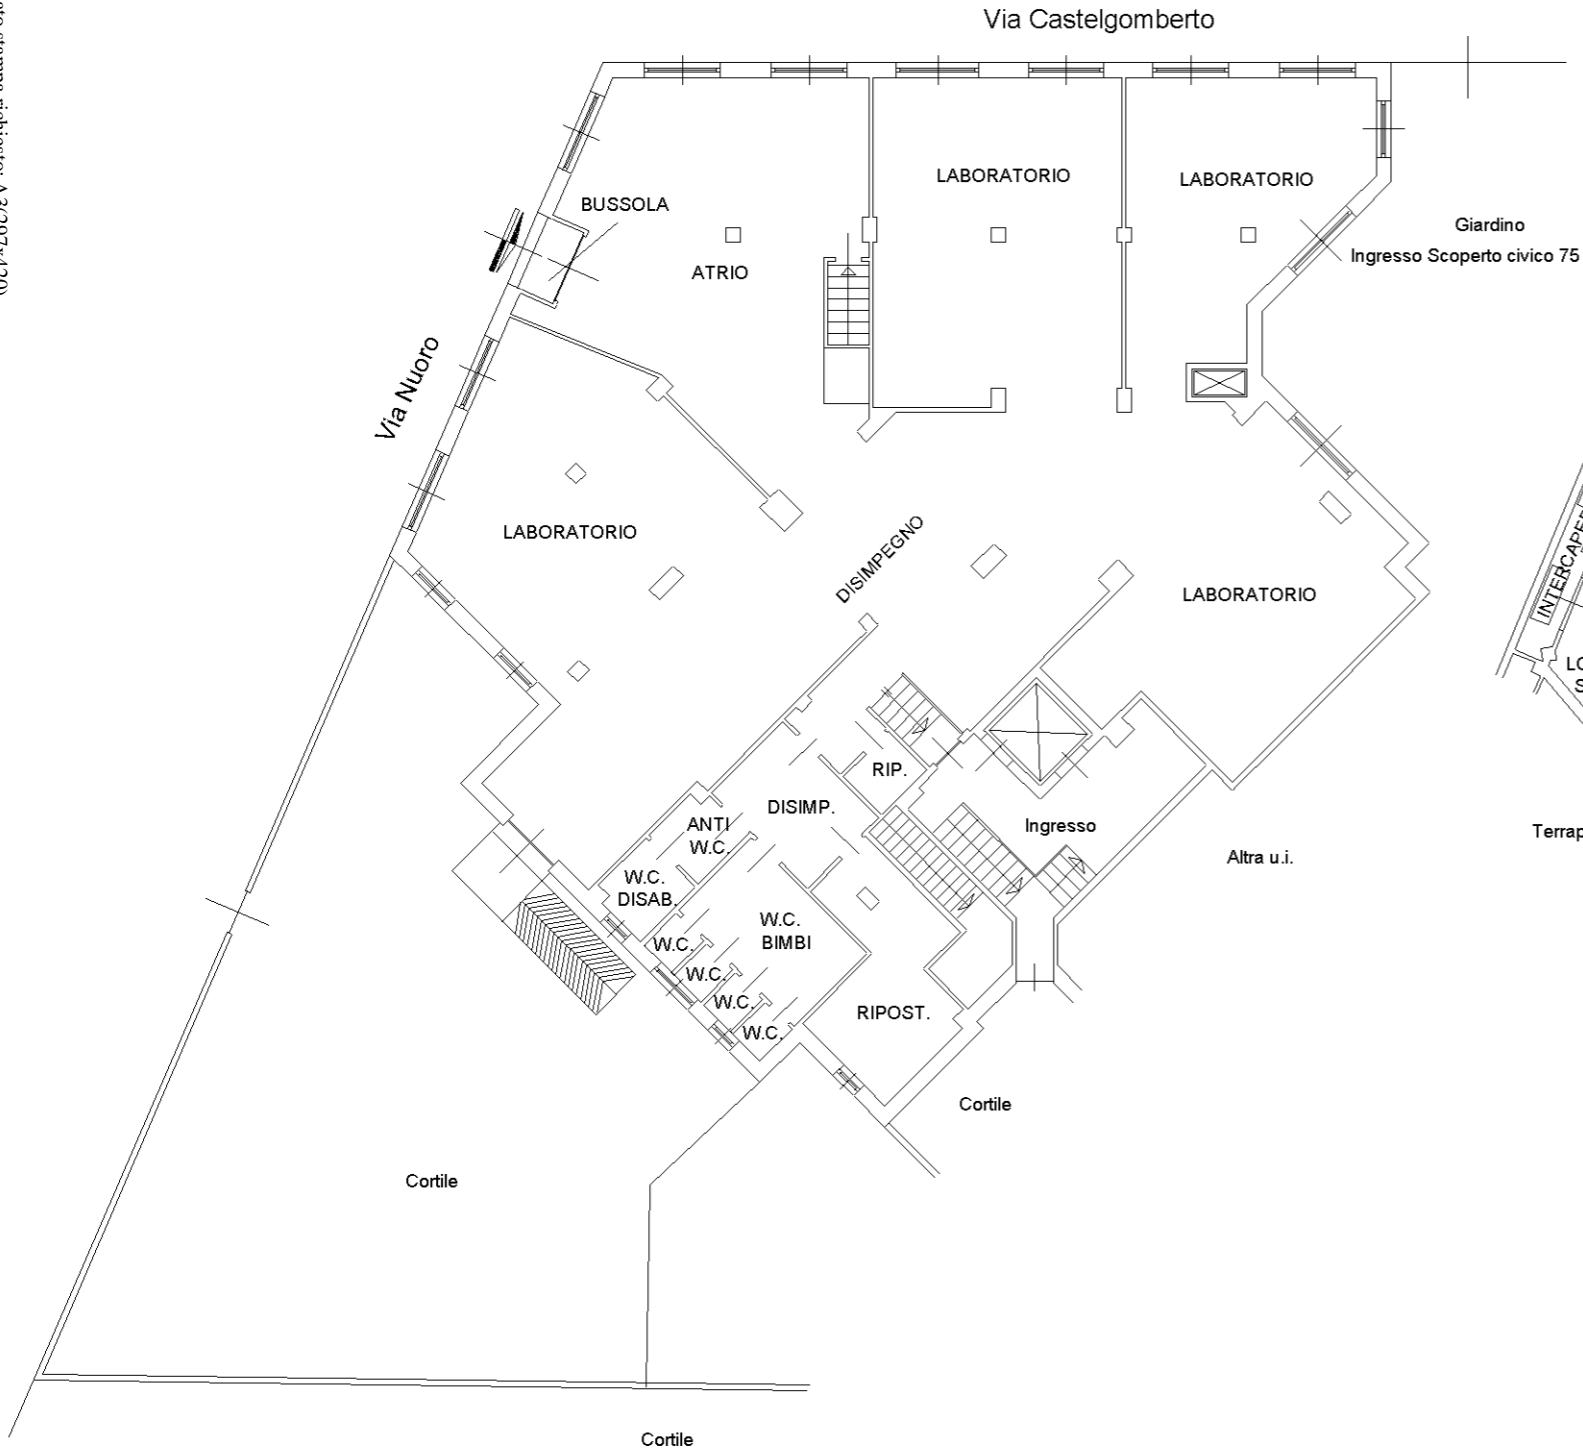 Via Castelgomberto
BUSSOLA
LABORATORIO
LABORATORIO
Giardino
Ingresso Scoperto civico 75
ATRIO
Via Nuoro
LABORATORIO
DISIMPEGNO
LABORATORIO
RIP.
DISIMP.
ANTI
W.C.
Ingresso
Altra u.i.
W.C.
DISAB.
W.C.
BIMBI
W.C.
W.C.
W.C.
W.C.
RIPOST.
Cortile
Cortile
Cortile